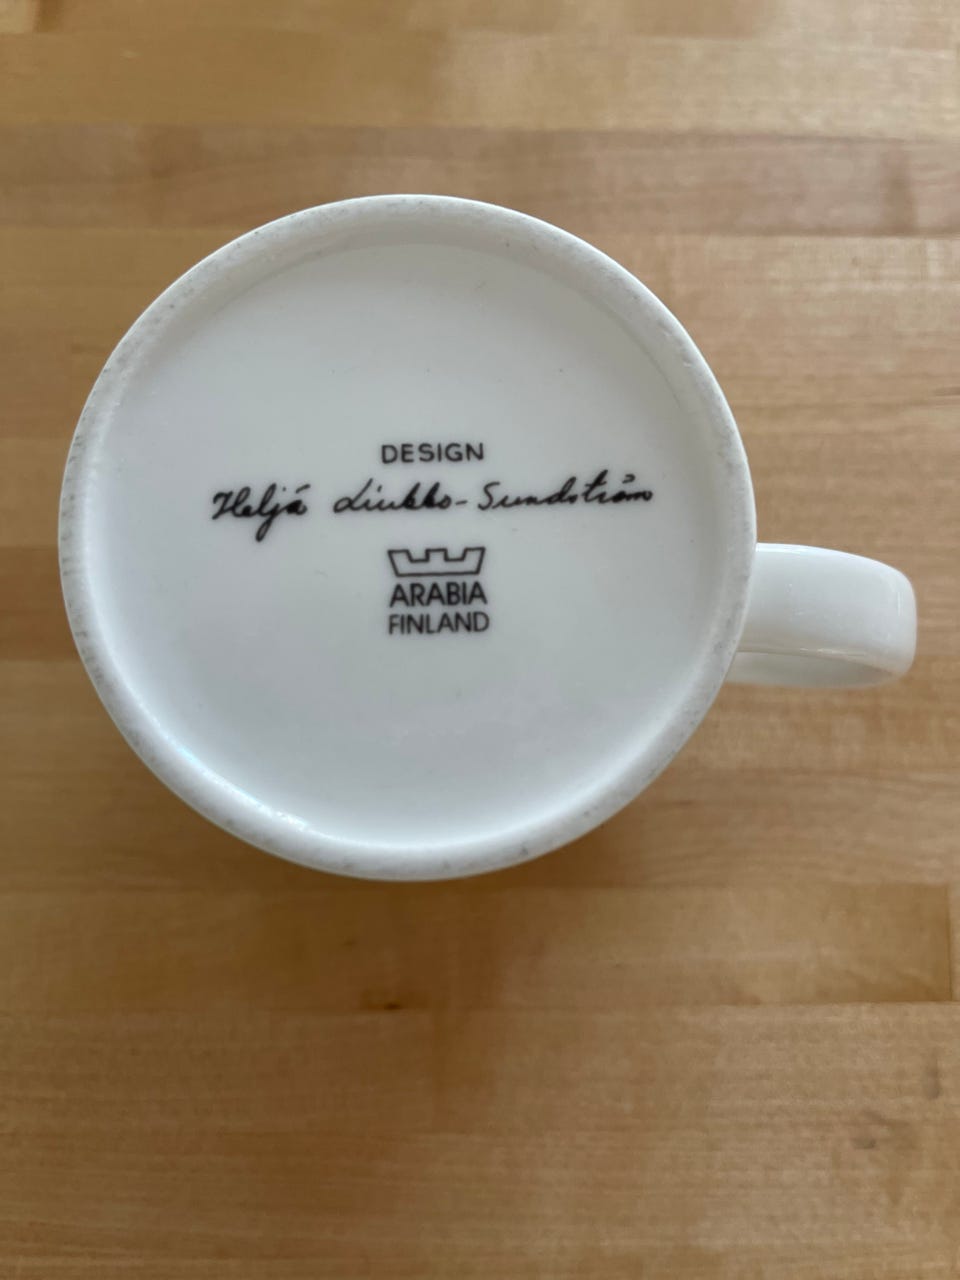 DESIGN
Heljä Liukko-Sundström
ARABIA
FINLAND